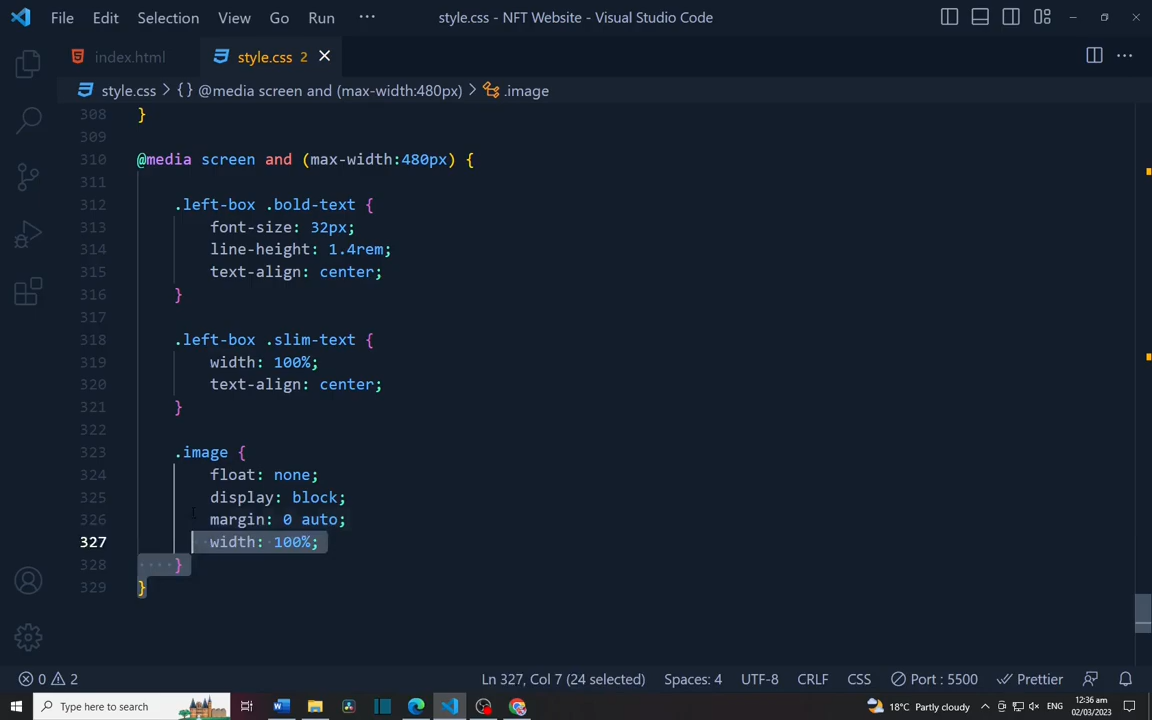 File Edit Selection View Go Run ··· style.css - NFT Website - Visual Studio Code
index.html style.css 2
style.css > {} @media screen and (max-width:480px) > .image
308 }
309
310 @media screen and (max-width:480px) {
311
312 .left-box .bold-text {
313 font-size: 32px;
314 line-height: 1.4rem;
315 text-align: center;
316 }
317
318 .left-box .slim-text {
319 width: 100%;
320 text-align: center;
321 }
322
323 .image {
324 float: none;
325 display: block;
326 margin: 0 auto;
327 width: 100%;
328 }
329 }
0 2 Ln 327, Col 7 (24 selected) Spaces: 4 UTF-8 CRLF CSS Port : 5500 Prettier
Type here to search 18°C Partly cloudy ENG 12:36 am
02/03/2023